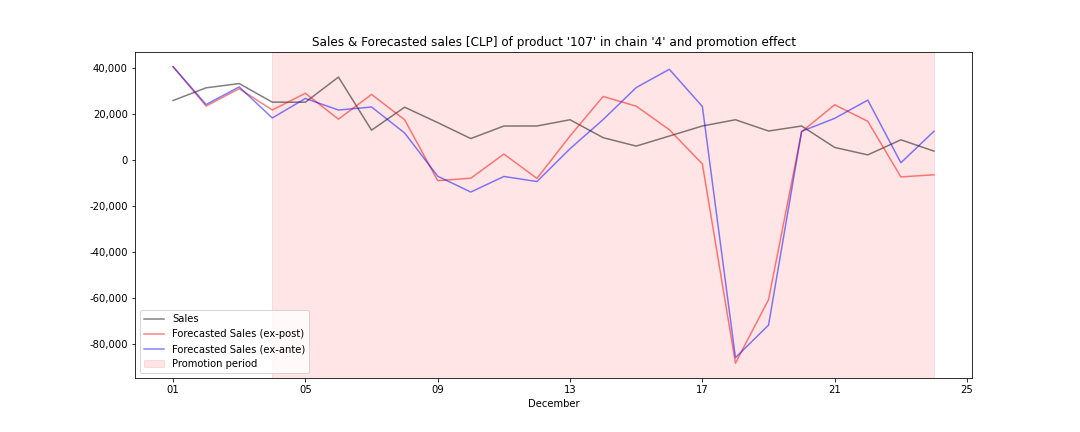 Sales & Forecasted sales [CLP] of product '107' in chain '4' and promotion effect
40,000
20,000
0
-20,000
-40,000
-60,000
-80,000
Sales
Forecasted Sales (ex-post)
Forecasted Sales (ex-ante)
Promotion period
01 05 09 13 17 21 25
December